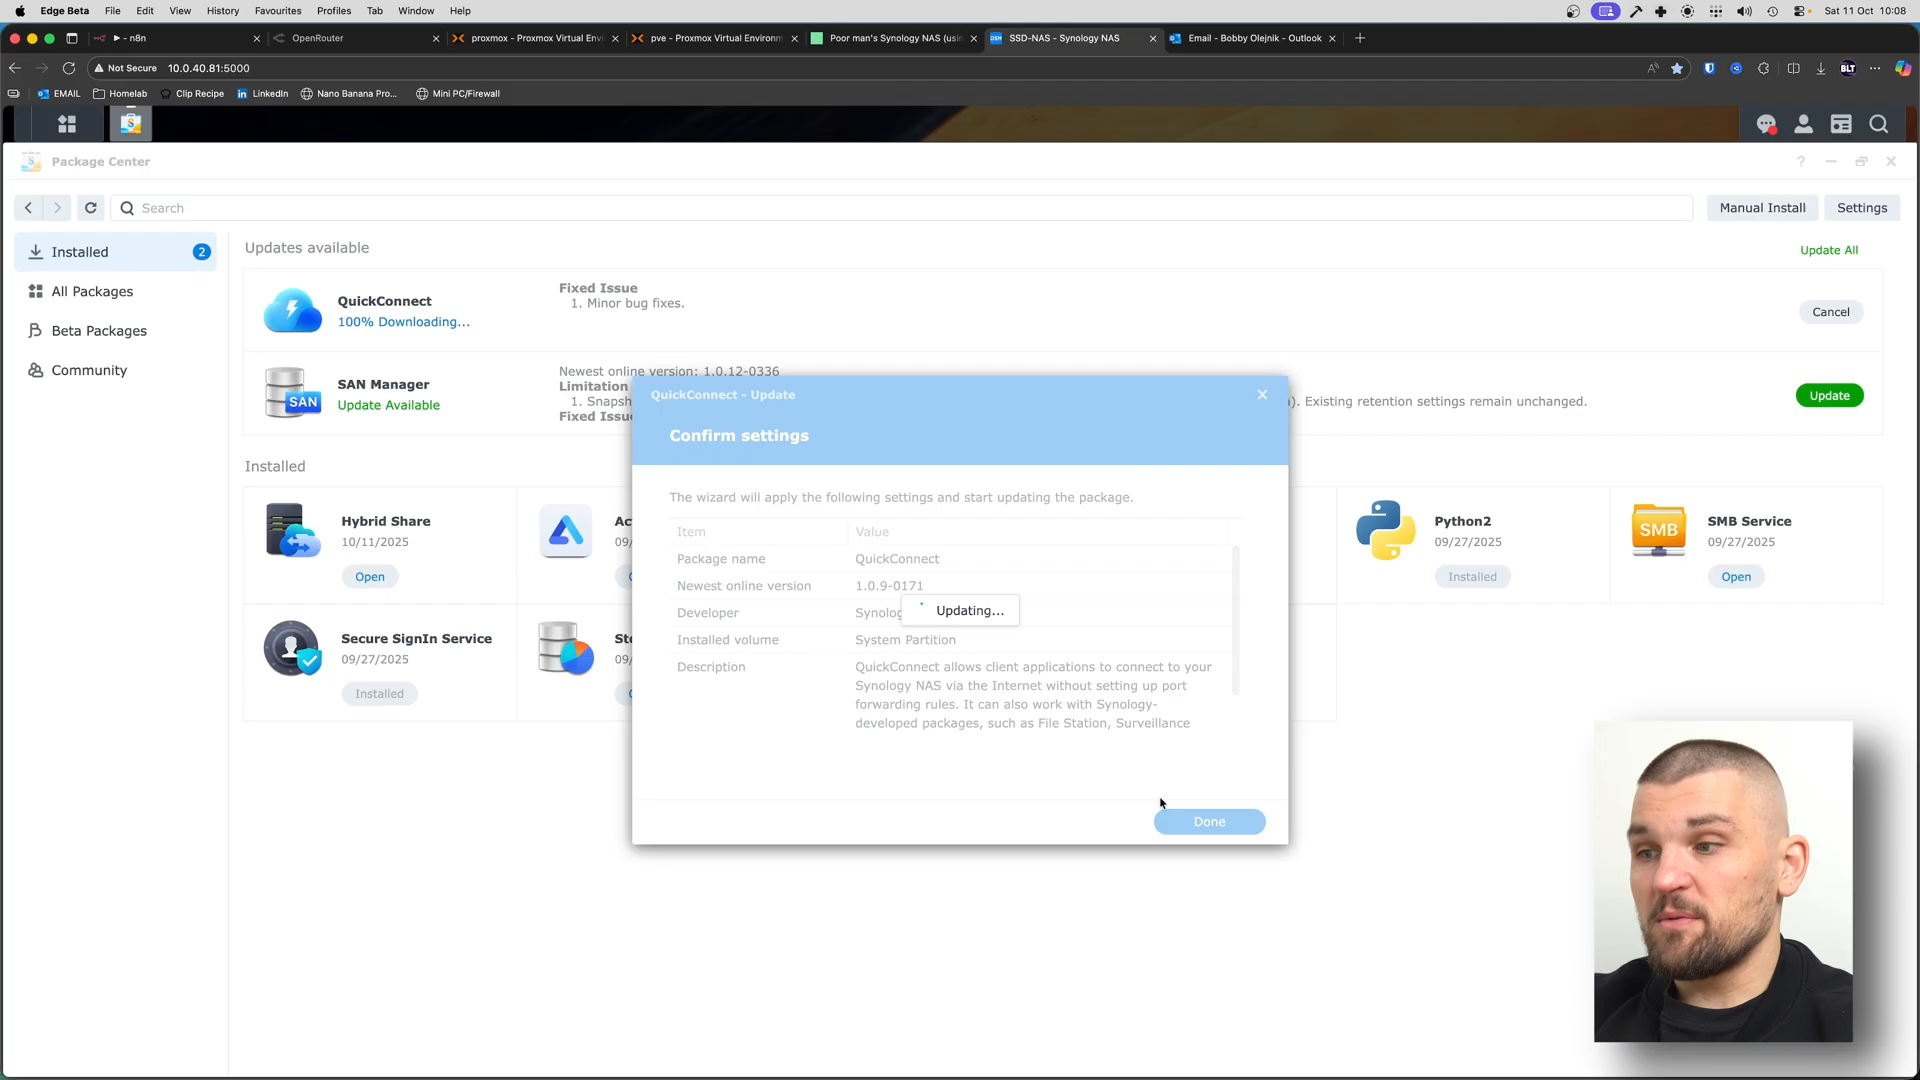 Edge Beta File Edit View History Favourites Profiles Tab Window Help Sat 11 Oct 10:08
- n8n OpenRouter proxmox - Proxmox Virtual Envi pve - Proxmox Virtual Environm Poor man's Synology NAS (usin SSD-NAS - Synology NAS Email - Bobby Olejnik - Outlook
Not Secure 10.0.40.81:5000 BLT
EMAIL Homelab Clip Recipe LinkedIn Nano Banana Pro... Mini PC/Firewall
Package Center
Search Manual Install Settings
Installed 2
All Packages
Beta Packages
Community
Updates available Update All
QuickConnect
100% Downloading...
Fixed Issue
1. Minor bug fixes.
Cancel
SAN Manager
Update Available
Newest online version: 1.0.12-0336
Limitation
1. Snapsh ). Existing retention settings remain unchanged.
Fixed Issu
Update
Installed
Hybrid Share
10/11/2025
Open
Ac
09/
Python2
09/27/2025
Installed
SMB
SMB Service
09/27/2025
Open
Secure SignIn Service
09/27/2025
Installed
Sto
09/
QuickConnect - Update
Confirm settings
The wizard will apply the following settings and start updating the package.
Item Value
Package name QuickConnect
Newest online version 1.0.9-0171
Developer Synolog
Updating...
Installed volume System Partition
Description QuickConnect allows client applications to connect to your
Synology NAS via the Internet without setting up port
forwarding rules. It can also work with Synology-
developed packages, such as File Station, Surveillance
Done